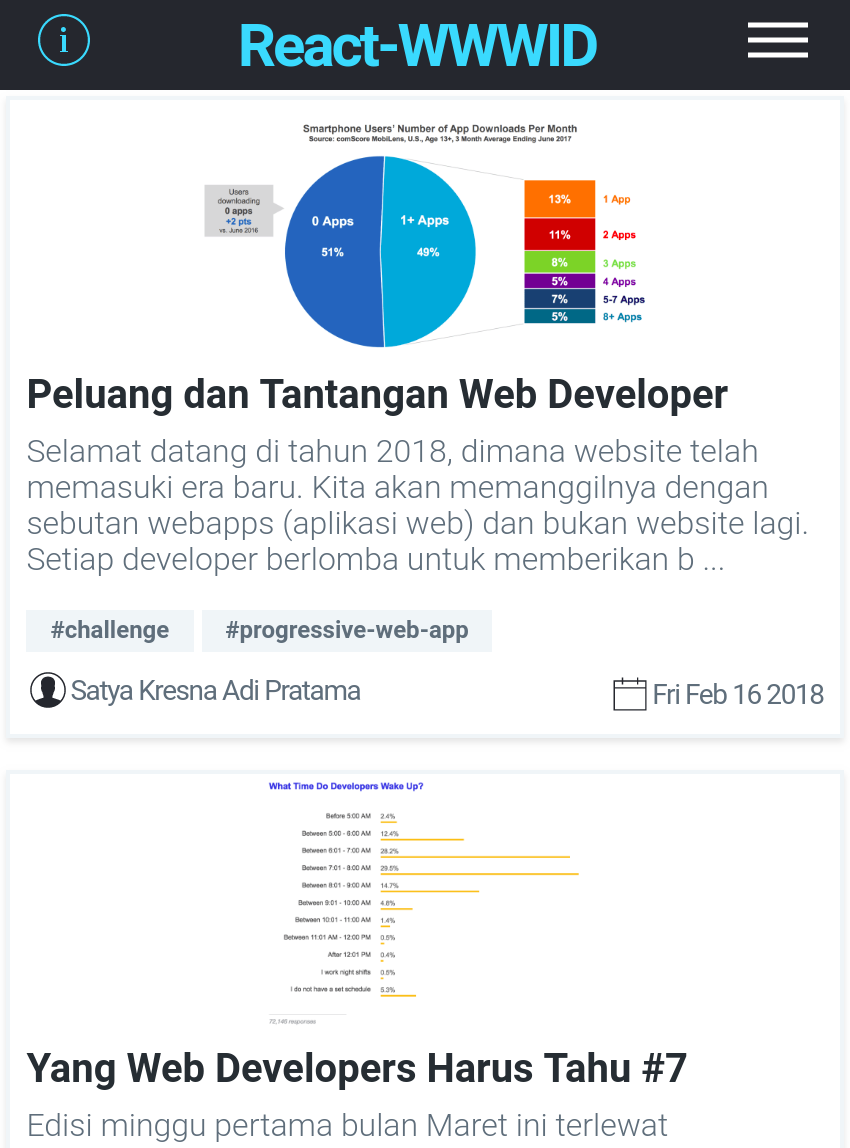 i
React-WWWID
Smartphone Users' Number of App Downloads Per Month
Source: comScore MobiLens, U.S., Age 13+, 3 Month Average Ending June 2017
Users
downloading
0 apps
+2 pts
vs. June 2016
0 Apps
51%
1+ Apps
49%
13% 1 App
11% 2 Apps
8% 3 Apps
5% 4 Apps
7% 5-7 Apps
5% 8+ Apps
Peluang dan Tantangan Web Developer
Selamat datang di tahun 2018, dimana website telah
memasuki era baru. Kita akan memanggilnya dengan
sebutan webapps (aplikasi web) dan bukan website lagi.
Setiap developer berlomba untuk memberikan b ...
#challenge #progressive-web-app
Satya Kresna Adi Pratama Fri Feb 16 2018
What Time Do Developers Wake Up?
Before 5:00 AM 2.4%
Between 5:00 - 6:00 AM 12.4%
Between 6:01 - 7:00 AM 28.2%
Between 7:01 - 8:00 AM 29.5%
Between 8:01 - 9:00 AM 14.7%
Between 9:01 - 10:00 AM 4.8%
Between 10:01 - 11:00 AM 1.4%
Between 11:01 AM - 12:00 PM 0.5%
After 12:01 PM 0.4%
I work night shifts 0.5%
I do not have a set schedule 5.3%
responses
Yang Web Developers Harus Tahu #7
Edisi minggu pertama bulan Maret ini terlewat